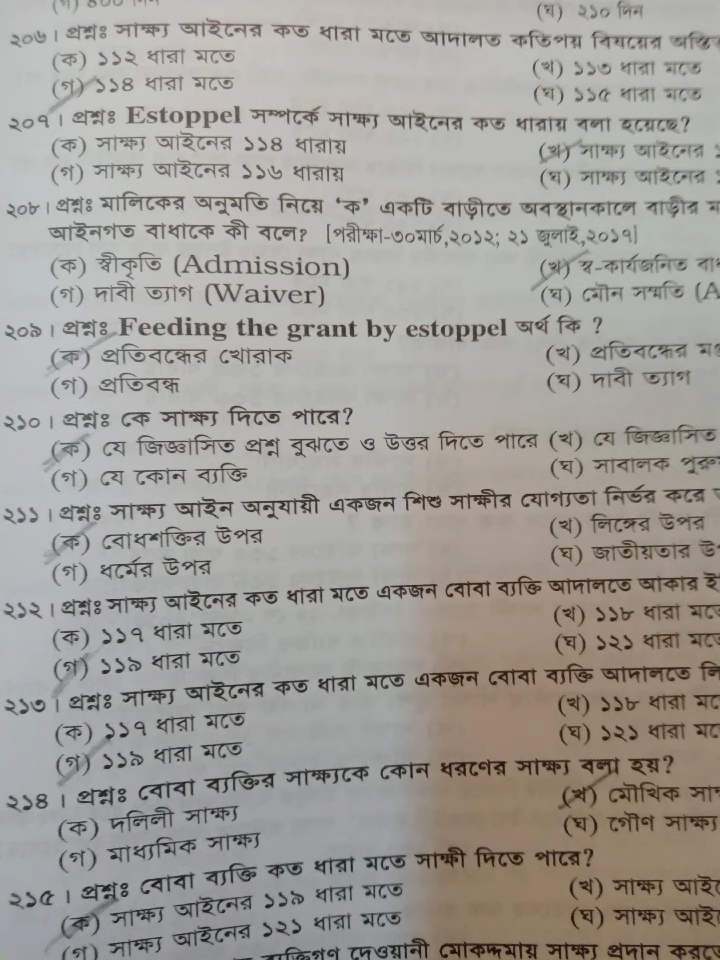 (ঘ) ২১০ দিন
২০৬। প্রশ্নঃ সাক্ষ্য আইনের কত ধারা মতে আদালত কতিপয় বিষয়ের
(ক) ১১২ ধারা মতে (খ) ১১৩ ধারা মতে
(গ) ১১৪ ধারা মতে (ঘ) ১১৫ ধারা মতে
২০৭। প্রশ্নঃ Estoppel সম্পর্কে সাক্ষ্য আইনের কত ধারায় বলা হয়েছে?
(ক) সাক্ষ্য আইনের ১১৪ ধারায় (খ) সাক্ষ্য আইনের
(গ) সাক্ষ্য আইনের ১১৬ ধারায় (ঘ) সাক্ষ্য আইনের
২০৮। প্রশ্নঃ মালিকের অনুমতি নিয়ে ‘ক’ একটি বাড়ীতে অবস্থানকালে বাড়ীর
আইনগত বাধাকে কী বলে? [পরীক্ষা-৩০মার্চ,২০১২; ২১ জুলাই,২০১৭]
(ক) স্বীকৃতি (Admission) (খ) স্ব-কার্যজনিত
(গ) দাবী ত্যাগ (Waiver) (ঘ) মৌন সম্মতি (A
২০৯। প্রশ্নঃ Feeding the grant by estoppel অর্থ কি ?
(ক) প্রতিবন্ধের খোরাক (খ) প্রতিবন্ধের
(গ) প্রতিবন্ধ (ঘ) দাবী ত্যাগ
২১০। প্রশ্নঃ কে সাক্ষ্য দিতে পারে?
(ক) যে জিজ্ঞাসিত প্রশ্ন বুঝতে ও উত্তর দিতে পারে (খ) যে জিজ্ঞাসিত
(গ) যে কোন ব্যক্তি (ঘ) সাবালক
২১১। প্রশ্নঃ সাক্ষ্য আইন অনুযায়ী একজন শিশু সাক্ষীর যোগ্যতা নির্ভর করে
(ক) বোধশক্তির উপর (খ) লিঙ্গের উপর
(গ) ধর্মের উপর (ঘ) জাতীয়তার
২১২। প্রশ্নঃ সাক্ষ্য আইনের কত ধারা মতে একজন বোবা ব্যক্তি আদালতে আকার
(ক) ১১৭ ধারা মতে (খ) ১১৮ ধারা মতে
(গ) ১১৯ ধারা মতে (ঘ) ১২১ ধারা মতে
২১৩। প্রশ্নঃ সাক্ষ্য আইনের কত ধারা মতে একজন বোবা ব্যক্তি আদালতে
(ক) ১১৭ ধারা মতে (খ) ১১৮ ধারা
(গ) ১১৯ ধারা মতে (ঘ) ১২১ ধারা
২১৪। প্রশ্নঃ বোবা ব্যক্তির সাক্ষ্যকে কোন ধরণের সাক্ষ্য বলা হয়?
(ক) দলিলী সাক্ষ্য (খ) মৌখিক
(গ) মাধ্যমিক সাক্ষ্য (ঘ) গৌণ সাক্ষ্য
২১৫। প্রশ্নঃ বোবা ব্যক্তি কত ধারা মতে সাক্ষী দিতে পারে?
(ক) সাক্ষ্য আইনের ১১৯ ধারা মতে (খ) সাক্ষ্য
(গ) সাক্ষ্য আইনের ১২১ ধারা মতে (ঘ) সাক্ষ্য
দেওয়ানী মোকদ্দমায় সাক্ষ্য প্রদান